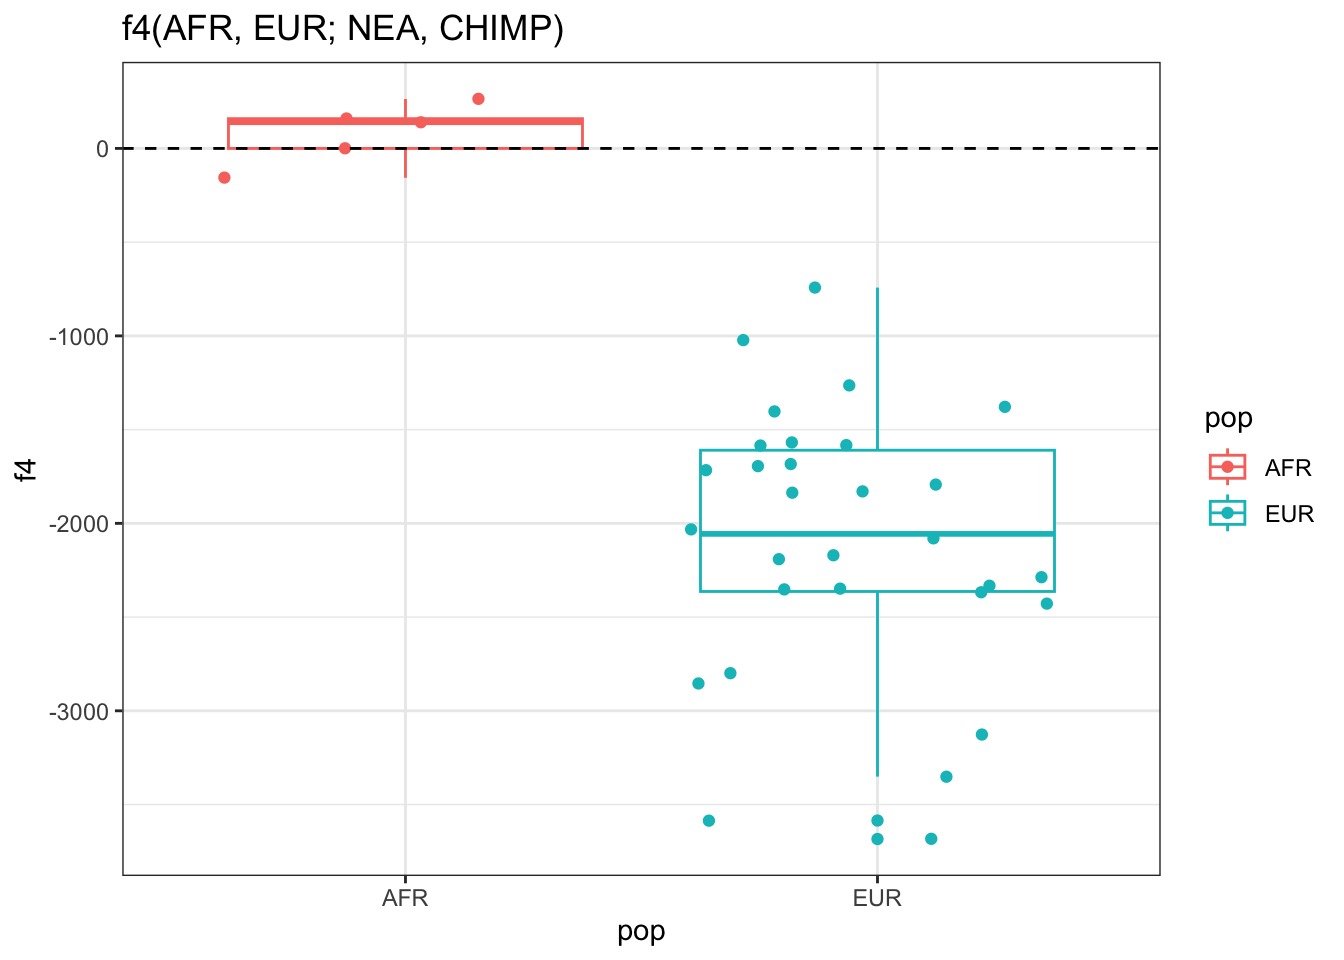 f4(AFR, EUR; NEA, CHIMP)
0
-1000
-2000
-3000
f4
AFR
EUR
pop
pop
AFR
EUR